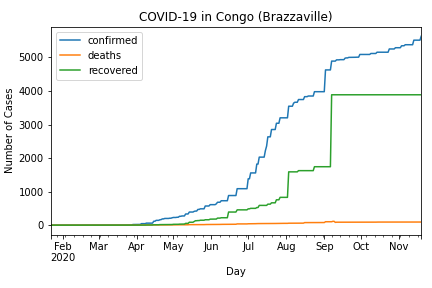 COVID-19 in Congo (Brazzaville)
confirmed
deaths
recovered
Number of Cases
5000
4000
3000
2000
1000
0
Feb Mar Apr May Jun Jul Aug Sep Oct Nov
2020
Day